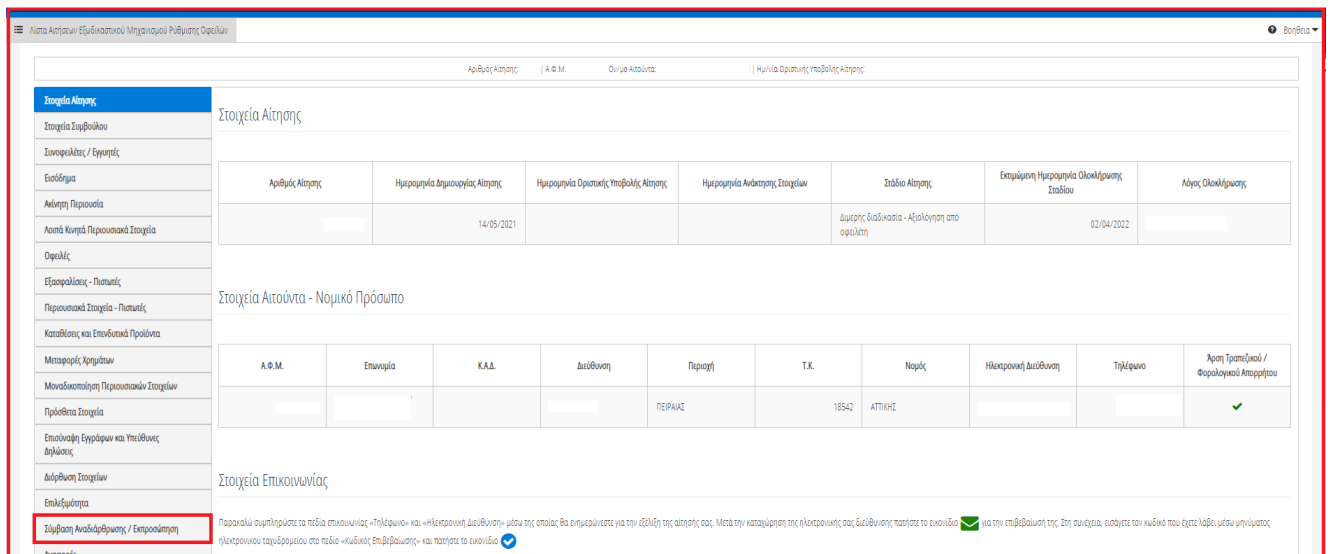 Λίστα Αιτήσεων Εξωδικαστικού Μηχανισμού Ρύθμισης Οφειλών
Βοήθεια
Αριθμός Αίτησης: | Α.Φ.Μ. Ον/μο Αιτούντα: | Ημ/νία Οριστικής Υποβολής Αίτησης:
Στοιχεία Αίτησης
Στοιχεία Συμβούλου
Συνοφειλέτες / Εγγυητές
Εισόδημα
Ακίνητη Περιουσία
Λοιπά Κινητά Περιουσιακά Στοιχεία
Οφειλές
Εξασφαλίσεις - Πιστωτές
Περιουσιακά Στοιχεία - Πιστωτές
Καταθέσεις και Επενδυτικά Προϊόντα
Μεταφορές Χρημάτων
Μοναδικοποίηση Περιουσιακών Στοιχείων
Πρόσθετα Στοιχεία
Επισύναψη Εγγράφων και Υπεύθυνες
Δηλώσεις
Διόρθωση Στοιχείων
Επιλεξιμότητα
Σύμβαση Αναδιάρθρωσης / Εκπροσώπηση
Αναφορές
Στοιχεία Αίτησης
Αριθμός Αίτησης
Ημερομηνία Δημιουργίας Αίτησης
Ημερομηνία Οριστικής Υποβολής Αίτησης
Ημερομηνία Ανάκτησης Στοιχείων
Στάδιο Αίτησης
Εκτιμώμενη Ημερομηνία Ολοκλήρωσης
Σταδίου
Λόγος Ολοκλήρωσης
14/05/2021
Διμερής διαδικασία - Αξιολόγηση από
οφειλέτη
02/04/2022
Στοιχεία Αιτούντα - Νομικό Πρόσωπο
Α.Φ.Μ.
Επωνυμία
Κ.Α.Δ.
Διεύθυνση
Περιοχή
Τ.Κ.
Νομός
Ηλεκτρονική Διεύθυνση
Τηλέφωνο
Άρση Τραπεζικού /
Φορολογικού Απορρήτου
ΠΕΙΡΑΙΑΣ
18542
ΑΤΤΙΚΗΣ
Στοιχεία Επικοινωνίας
Παρακαλώ συμπληρώστε τα πεδία επικοινωνίας «Τηλέφωνο» και «Ηλεκτρονική Διεύθυνση» μέσω της οποίας θα ενημερώνεστε για την εξέλιξη της αίτησής σας. Μετά την καταχώρηση της ηλεκτρονικής σας διεύθυνσης πατήστε το εικονίδιο για την επιβεβαίωσή της. Στη συνέχεια, εισάγετε τον κωδικό που έχετε λάβει μέσω μηνύματος
ηλεκτρονικού ταχυδρομείου στο πεδίο «Κωδικός Επιβεβαίωσης» και πατήστε το εικονίδιο